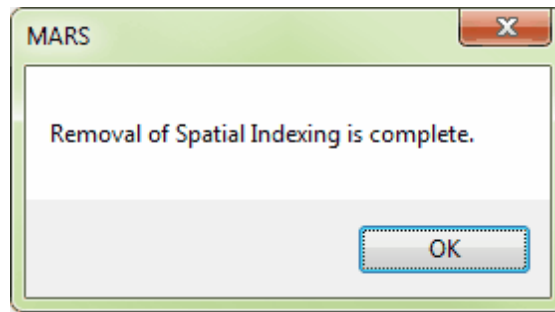 MARS
Removal of Spatial Indexing is complete.
OK